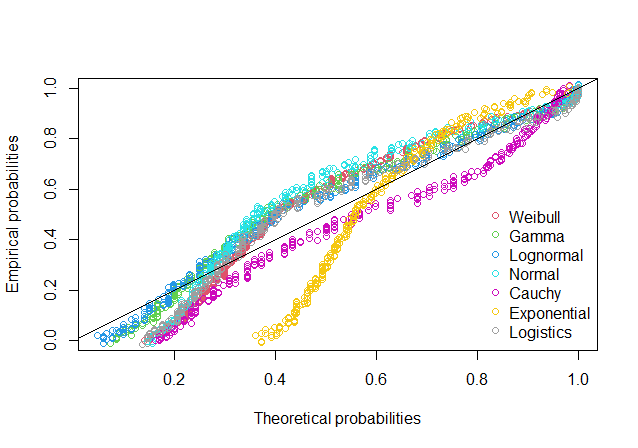 Empirical probabilities
1.0
0.8
0.6
0.4
0.2
0.0
Weibull
Gamma
Lognormal
Normal
Cauchy
Exponential
Logistics
0.2 0.4 0.6 0.8 1.0
Theoretical probabilities